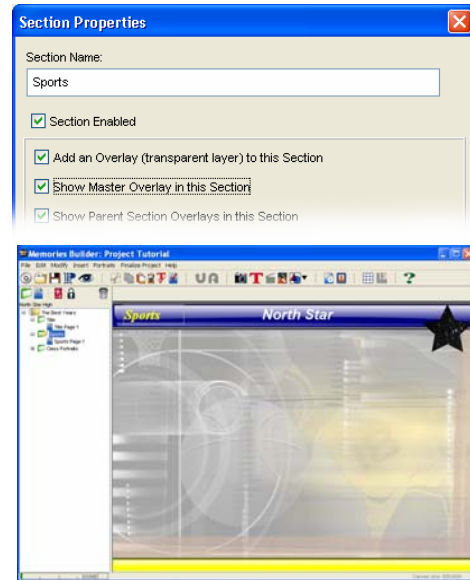 Section Properties
Section Name:
Sports
Section Enabled
Add an Overlay (transparent layer) to this Section
Show Master Overlay in this Section
Show Parent Section Overlays in this Section
Memories Builder: Project Tutorial
File Edit Modify Insert Portraits Finalize Project Help
North Star High
The Best Years
Title
Title Page 1
Sports
Sports Page 1
Class Portraits
Sports
North Star